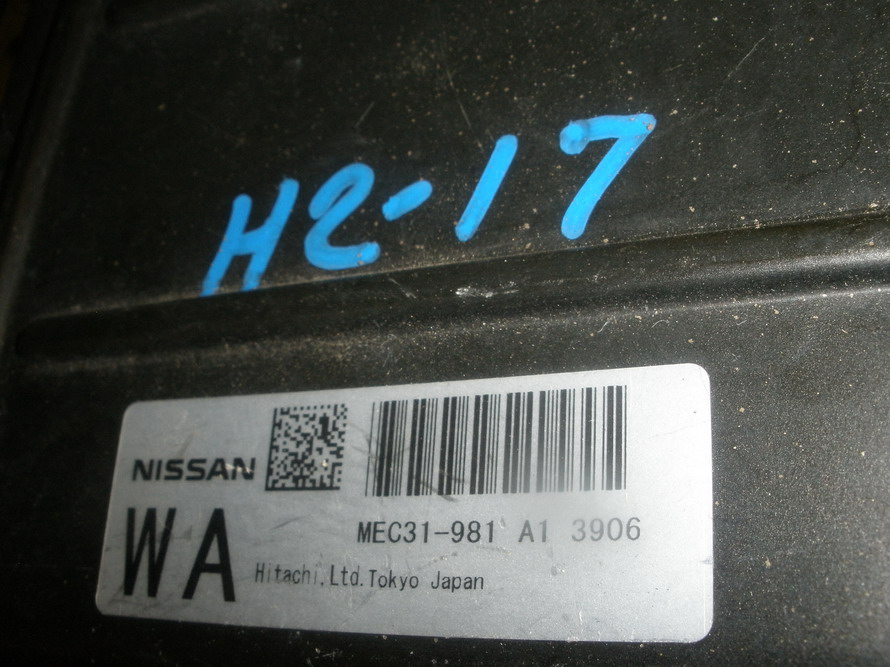 H2-17
NISSAN
WA
MEC31-981 A1 3906
Hitachi,Ltd.Tokyo Japan